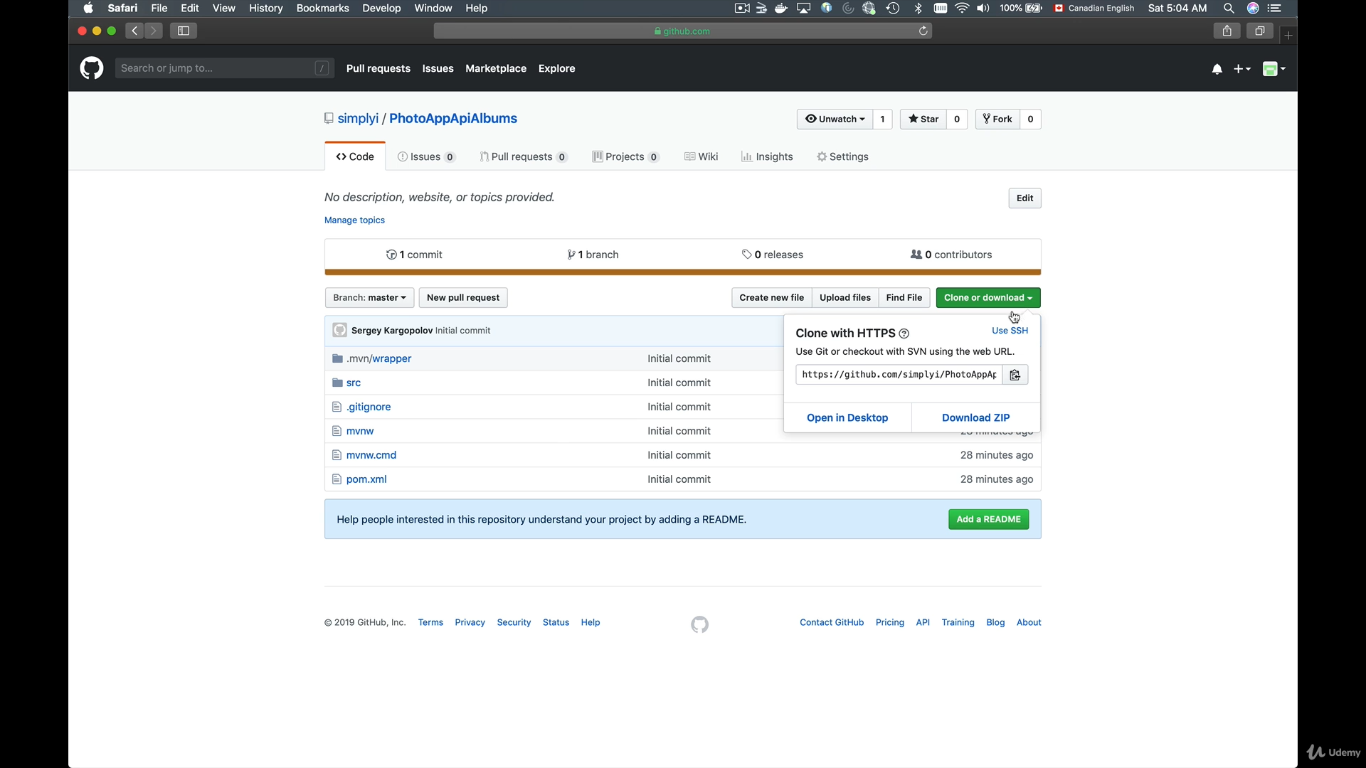 Safari File Edit View History Bookmarks Develop Window Help 100% Canadian English Sat 5:04 AM
github.com
Search or jump to... / Pull requests Issues Marketplace Explore
simplyi / PhotoAppApiAlbums Unwatch 1 Star 0 Fork 0
Code Issues 0 Pull requests 0 Projects 0 Wiki Insights Settings
No description, website, or topics provided. Edit
Manage topics
1 commit 1 branch 0 releases 0 contributors
Branch: master New pull request Create new file Upload files Find File Clone or download
Sergey Kargopolov Initial commit
Clone with HTTPS Use SSH
Use Git or checkout with SVN using the web URL.
https://github.com/simplyi/PhotoAppAp
Open in Desktop Download ZIP
.mvn/wrapper Initial commit
src Initial commit
.gitignore Initial commit
mvnw Initial commit 28 minutes ago
mvnw.cmd Initial commit 28 minutes ago
pom.xml Initial commit 28 minutes ago
Help people interested in this repository understand your project by adding a README. Add a README
© 2019 GitHub, Inc. Terms Privacy Security Status Help Contact GitHub Pricing API Training Blog About
Udemy